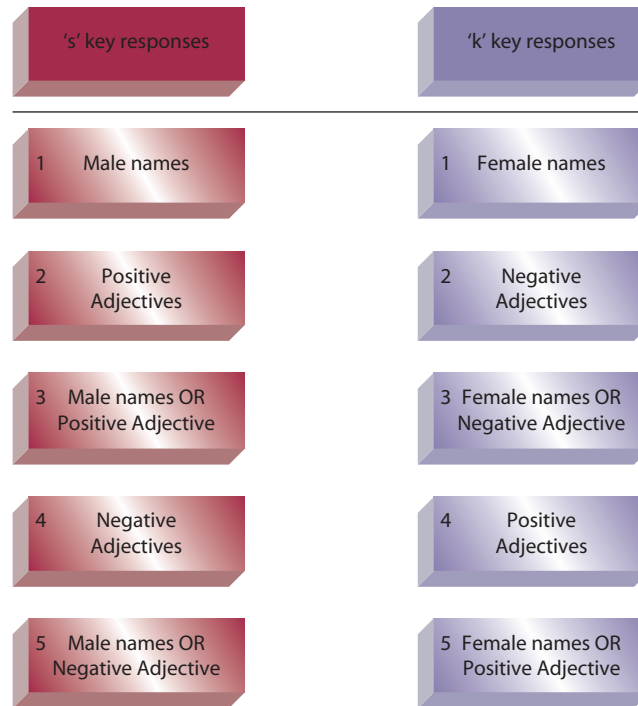 ‘s’ key responses
‘k’ key responses
1 Male names
1 Female names
2 Positive
Adjectives
2 Negative
Adjectives
3 Male names OR
Positive Adjective
3 Female names OR
Negative Adjective
4 Negative
Adjectives
4 Positive
Adjectives
5 Male names OR
Negative Adjective
5 Female names OR
Positive Adjective